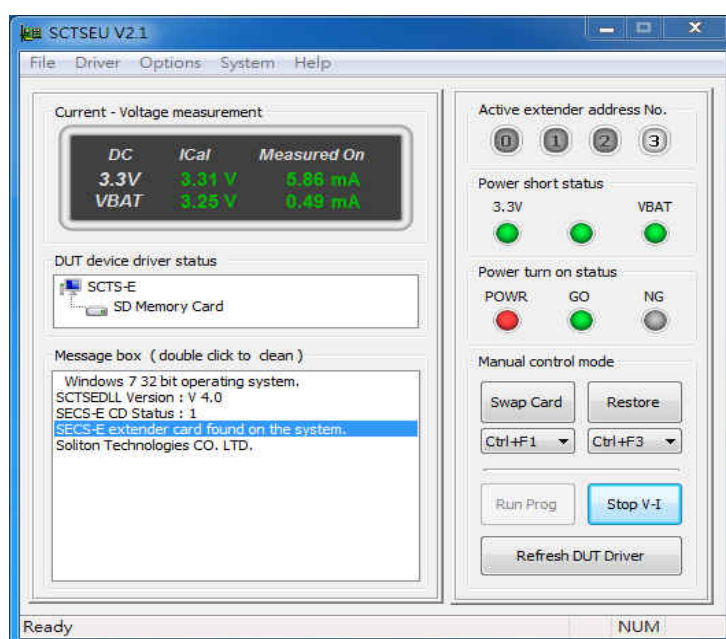 SCTSEU V2.1
File Driver Options System Help
Current - Voltage measurement
DC ICal Measured On
3.3V 3.31 V 5.86 mA
VBAT 3.25 V 0.49 mA
DUT device driver status
SCTS-E
SD Memory Card
Message box ( double click to clean )
Windows 7 32 bit operating system.
SCTSEDLL Version : V 4.0
SECS-E CD Status : 1
SECS-E extender card found on the system.
Soliton Technologies CO. LTD.
Active extender address No.
0 1 2 3
Power short status
3.3V VBAT
Power turn on status
POWR GO NG
Manual control mode
Swap Card Restore
Ctrl+F1 Ctrl+F3
Run Prog Stop V-I
Refresh DUT Driver
Ready NUM